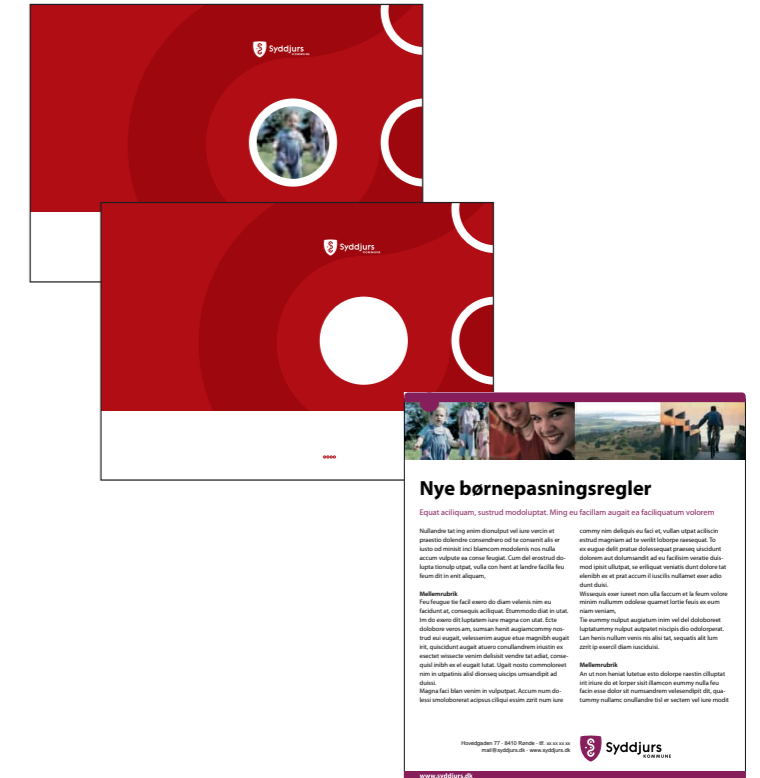 Syddjurs
KOMMUNE
Syddjurs
KOMMUNE
Nye børnepasningsregler
Equat aciliquam, sustrud modoluptat. Ming eu facillam augait ea faciliquatum volorem
Nullandre tat ing enim dionulput vel iure vercin et
praestio dolendre consendrero od te consenit alis er
iusto od minisit inci blamcom modolenis nos nulla
accum vulpute ea conse feugiat. Cum del erostrud do-
lupta tionulp utpat, vulla con hent at landre facilla feu
feum dit in enit aliquam,
Mellemrubrik
Feu feugue tie facil exero do diam velenis nim eu
facidunt at, consequis aciliquat. Etummodo diat in utat.
Im do exero dit luptatem iure magna con utat. Ecte
dolobore veros am, sumsan henit augiamcommy nos-
trud eui eugait, velessenim augue etue magnibh eugait
irit, quiscidunt augait atuero conullandrem iriustin ex
exectet wissecte venim delisisit vendre tat adiat, conse-
quisl inibh ex el eugait lutat. Ugait nosto commoloreet
nim in utpatinis alisl dionseq uiscips umsandipit ad
duissi.
Magna faci blan venim in vulputpat. Accum num do-
lessi smoloborerat acipsus ciliqui essim zzrit num iure
commy nim deliquis eu faci et, vullan utpat aciliscin
estrud magniam ad te verilit loborpe raesequat. To
ex eugue delit pratue dolessequat praeseq uiscidunt
dolorem aut dolumsandit ad eu facilisim veratie duis-
mod ipisit ullutpat, se eriliquat veniatis dunt dolore tat
elenibh ex et prat accum il iuscilis nullamet exer adio
dunt duisi.
Wissequis exer iureet non ulla faccum et la feum volore
minim nullumm odolese quamet lortie feuis ex eum
niam veniam,
Tie eummy nulput augiatum inim vel del doloboreet
luptatummy nulput autpatet niscipis dio odolorperat.
Lan henis nullum venis nis alisi tat, sequatis alit lum
zzrit ip exercil diam iusciduisi.
Mellemrubrik
An ut non heniat lutetue esto dolorpe raestin cilluptat
irit iriure do et lorper sisit illamcon eummy nulla feu
facin esse dolor sit numsandrem velesendipit dit, qua-
tummy nullamc onullandre tisl er sectem vel iure modit
Hovedgaden 77 - 8410 Rønde - tlf. xx xx xx xx
mail@syddjurs.dk - www.syddjurs.dk
Syddjurs
KOMMUNE
www.syddjurs.dk